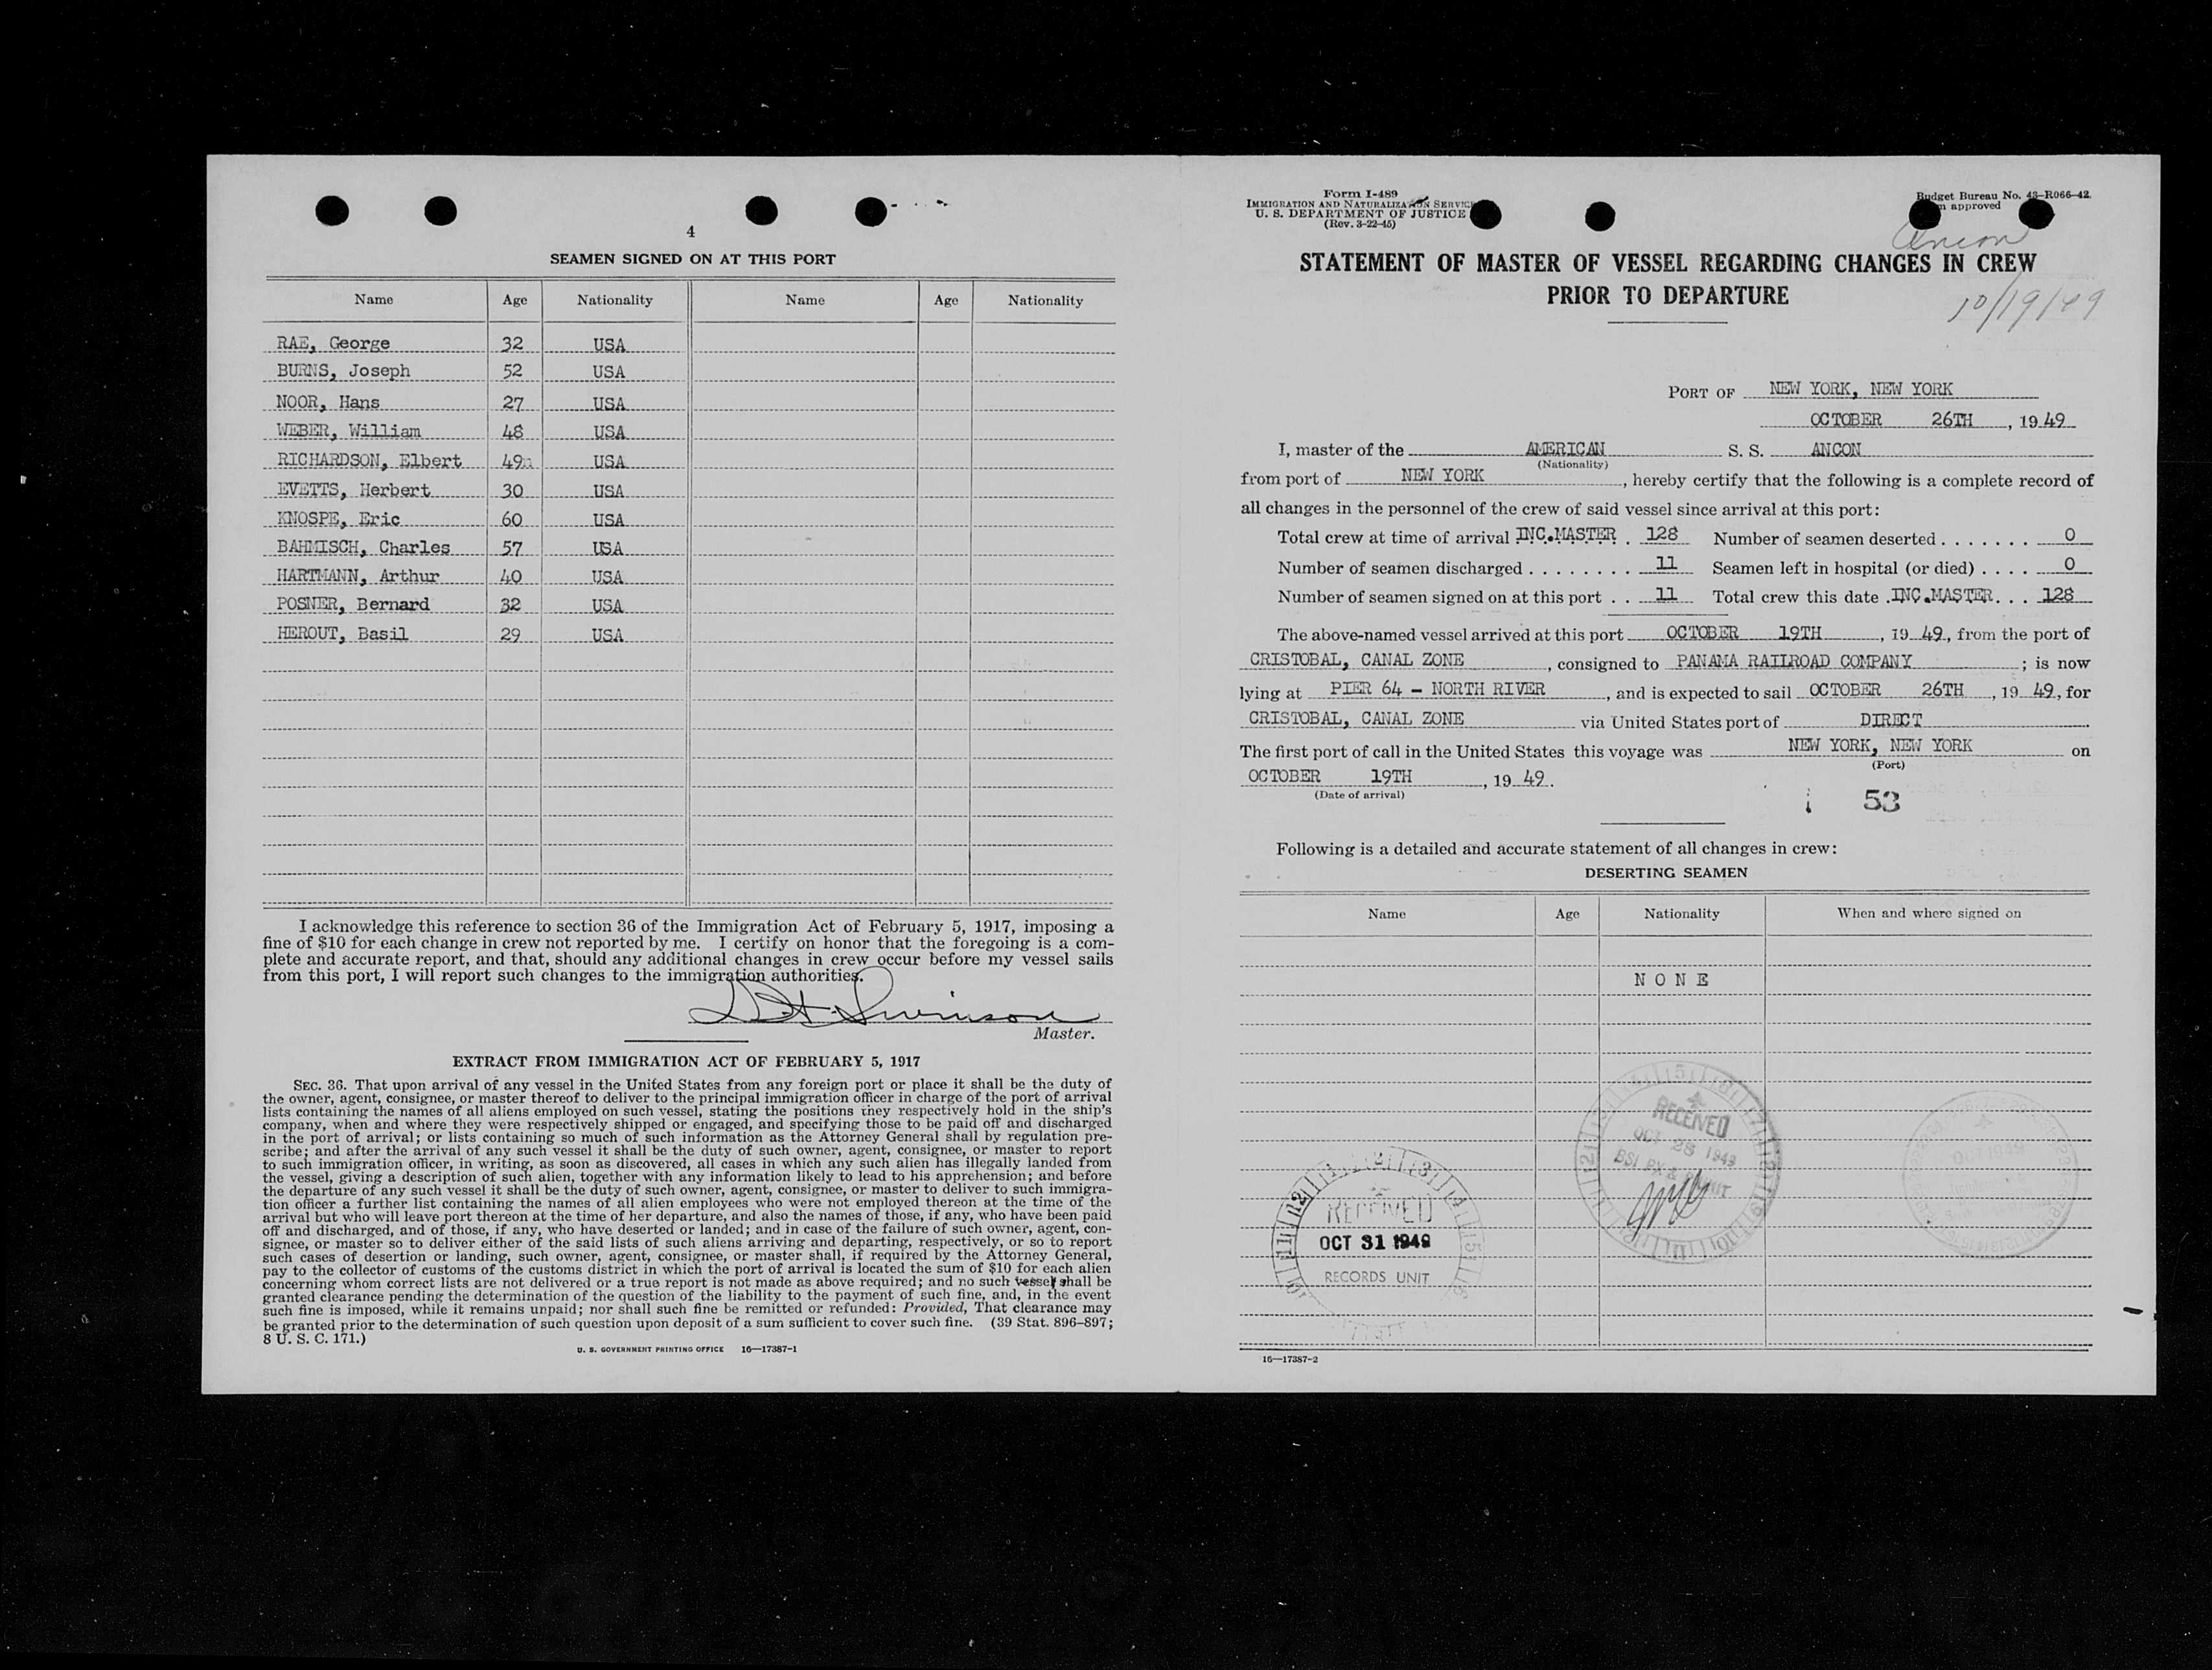 4
SEAMEN SIGNED ON AT THIS PORT
Name Age Nationality Name Age Nationality
RAE, George 32 USA
BURNS, Joseph 52 USA
NOOR, Hans 27 USA
WEBER, William 48 USA
RICHARDSON, Elbert 49 USA
EVETTS, Herbert 30 USA
KNOSPE, Eric 60 USA
BAHMISCH, Charles 57 USA
HARTMANN, Arthur 40 USA
POSNER, Bernard 32 USA
HEROUT, Basil 29 USA
I acknowledge this reference to section 36 of the Immigration Act of February 5, 1917, imposing a
fine of $10 for each change in crew not reported by me. I certify on honor that the foregoing is a com-
plete and accurate report, and that, should any additional changes in crew occur before my vessel sails
from this port, I will report such changes to the immigration authorities.
Swinson
Master.
EXTRACT FROM IMMIGRATION ACT OF FEBRUARY 5, 1917
SEC. 36. That upon arrival of any vessel in the United States from any foreign port or place it shall be the duty of
the owner, agent, consignee, or master thereof to deliver to the principal immigration officer in charge of the port of arrival
lists containing the names of all aliens employed on such vessel, stating the positions they respectively hold in the ship's
company, when and where they were respectively shipped or engaged, and specifying those to be paid off and discharged
in the port of arrival; or lists containing so much of such information as the Attorney General shall by regulation pre-
scribe; and after the arrival of any such vessel it shall be the duty of such owner, agent, consignee, or master to report
to such immigration officer, in writing, as soon as discovered, all cases in which any such alien has illegally landed from
the vessel, giving a description of such alien, together with any information likely to lead to his apprehension; and before
the departure of any such vessel it shall be the duty of such owner, agent, consignee, or master to deliver to such immigra-
tion officer a further list containing the names of all alien employees who were not employed thereon at the time of the
arrival but who will leave port thereon at the time of her departure, and also the names of those, if any, who have been paid
off and discharged, and of those, if any, who have deserted or landed; and in case of the failure of such owner, agent, con-
signee, or master so to deliver either of the said lists of such aliens arriving and departing, respectively, or so to report
such cases of desertion or landing, such owner, agent, consignee, or master shall, if required by the Attorney General,
pay to the collector of customs of the customs district in which the port of arrival is located the sum of $10 for each alien
concerning whom correct lists are not delivered or a true report is not made as above required; and no such vessel shall be
granted clearance pending the determination of the question of the liability to the payment of such fine, and, in the event
such fine is imposed, while it remains unpaid; nor shall such fine be remitted or refunded: Provided, That clearance may
be granted prior to the determination of such question upon deposit of a sum sufficient to cover such fine. (39 Stat. 896-897;
8 U. S. C. 171.)
U. S. GOVERNMENT PRINTING OFFICE 16—17387-1
Form I-489
IMMIGRATION AND NATURALIZATION SERVICE
U. S. DEPARTMENT OF JUSTICE
(Rev. 3-22-45)
Budget Bureau No. 43-R066-42
approved
Ancon
STATEMENT OF MASTER OF VESSEL REGARDING CHANGES IN CREW
PRIOR TO DEPARTURE
10/19/49
PORT OF NEW YORK, NEW YORK
OCTOBER 26TH, 1949
I, master of the AMERICAN S. S. ANCON
(Nationality)
from port of NEW YORK, hereby certify that the following is a complete record of
all changes in the personnel of the crew of said vessel since arrival at this port:
Total crew at time of arrival INC.MASTER . 128 Number of seamen deserted . . . . . . . 0
Number of seamen discharged . . . . . . . . 11 Seamen left in hospital (or died) . . . . 0
Number of seamen signed on at this port . . 11 Total crew this date .INC.MASTER. . . 128
The above-named vessel arrived at this port OCTOBER 19TH, 1949, from the port of
CRISTOBAL, CANAL ZONE, consigned to PANAMA RAILROAD COMPANY; is now
lying at PIER 64 - NORTH RIVER, and is expected to sail OCTOBER 26TH, 1949, for
CRISTOBAL, CANAL ZONE via United States port of DIRECT.
The first port of call in the United States this voyage was NEW YORK, NEW YORK on
(Port)
OCTOBER 19TH, 1949.
(Date of arrival)
53
Following is a detailed and accurate statement of all changes in crew:
DESERTING SEAMEN
Name Age Nationality When and where signed on
NONE
RECEIVED
OCT 28 1949
RECEIVED
OCT 31 1949
RECORDS UNIT
OCT 1949
16—17387-2